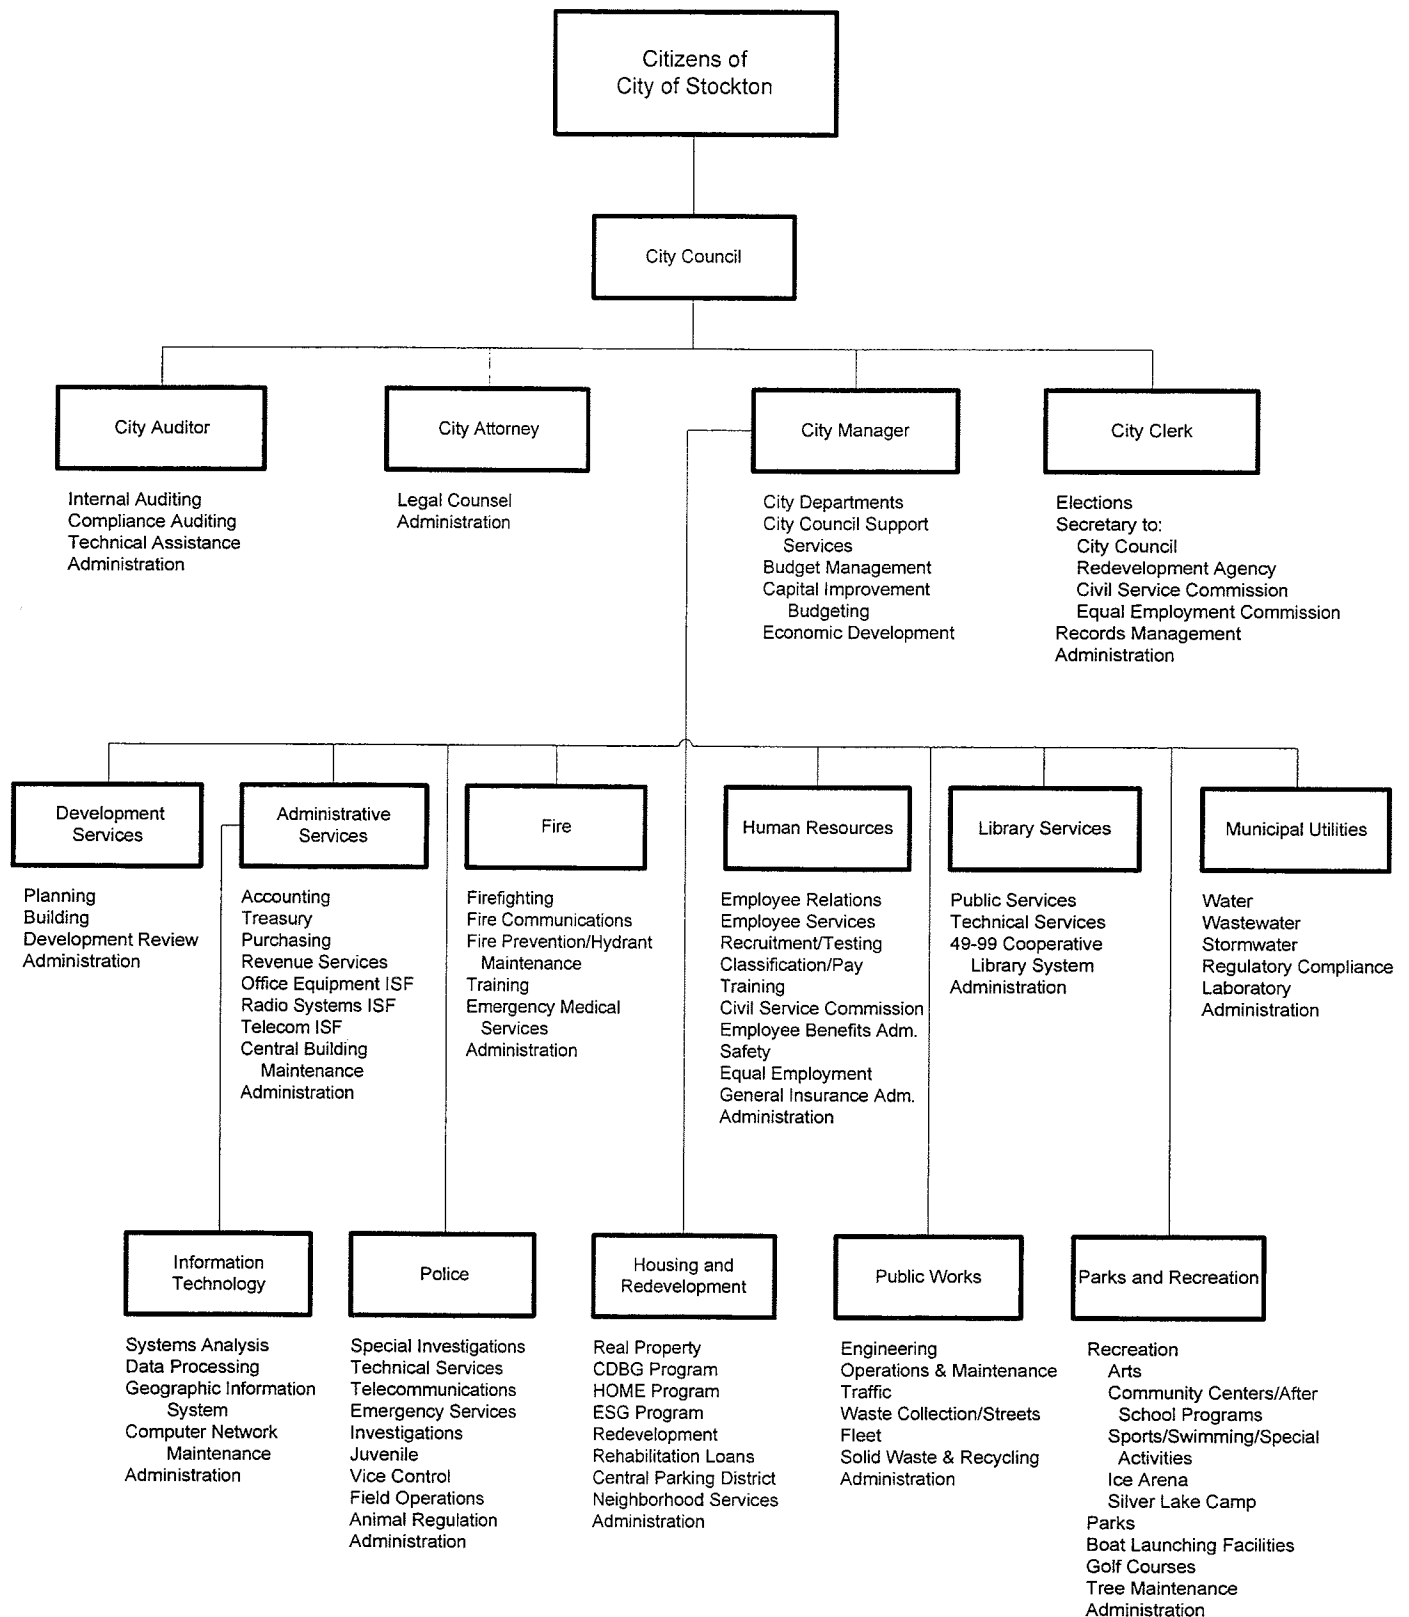 Citizens of
City of Stockton
City Council
City Auditor
Internal Auditing
Compliance Auditing
Technical Assistance
Administration
City Attorney
Legal Counsel
Administration
City Manager
City Departments
City Council Support
Services
Budget Management
Capital Improvement
Budgeting
Economic Development
City Clerk
Elections
Secretary to:
City Council
Redevelopment Agency
Civil Service Commission
Equal Employment Commission
Records Management
Administration
Development
Services
Planning
Building
Development Review
Administration
Administrative
Services
Accounting
Treasury
Purchasing
Revenue Services
Office Equipment ISF
Radio Systems ISF
Telecom ISF
Central Building
Maintenance
Administration
Fire
Firefighting
Fire Communications
Fire Prevention/Hydrant
Maintenance
Training
Emergency Medical
Services
Administration
Human Resources
Employee Relations
Employee Services
Recruitment/Testing
Classification/Pay
Training
Civil Service Commission
Employee Benefits Adm.
Safety
Equal Employment
General Insurance Adm.
Administration
Library Services
Public Services
Technical Services
49-99 Cooperative
Library System
Administration
Municipal Utilities
Water
Wastewater
Stormwater
Regulatory Compliance
Laboratory
Administration
Information
Technology
Systems Analysis
Data Processing
Geographic Information
System
Computer Network
Maintenance
Administration
Police
Special Investigations
Technical Services
Telecommunications
Emergency Services
Investigations
Juvenile
Vice Control
Field Operations
Animal Regulation
Administration
Housing and
Redevelopment
Real Property
CDBG Program
HOME Program
ESG Program
Redevelopment
Rehabilitation Loans
Central Parking District
Neighborhood Services
Administration
Public Works
Engineering
Operations & Maintenance
Traffic
Waste Collection/Streets
Fleet
Solid Waste & Recycling
Administration
Parks and Recreation
Recreation
Arts
Community Centers/After
School Programs
Sports/Swimming/Special
Activities
Ice Arena
Silver Lake Camp
Parks
Boat Launching Facilities
Golf Courses
Tree Maintenance
Administration